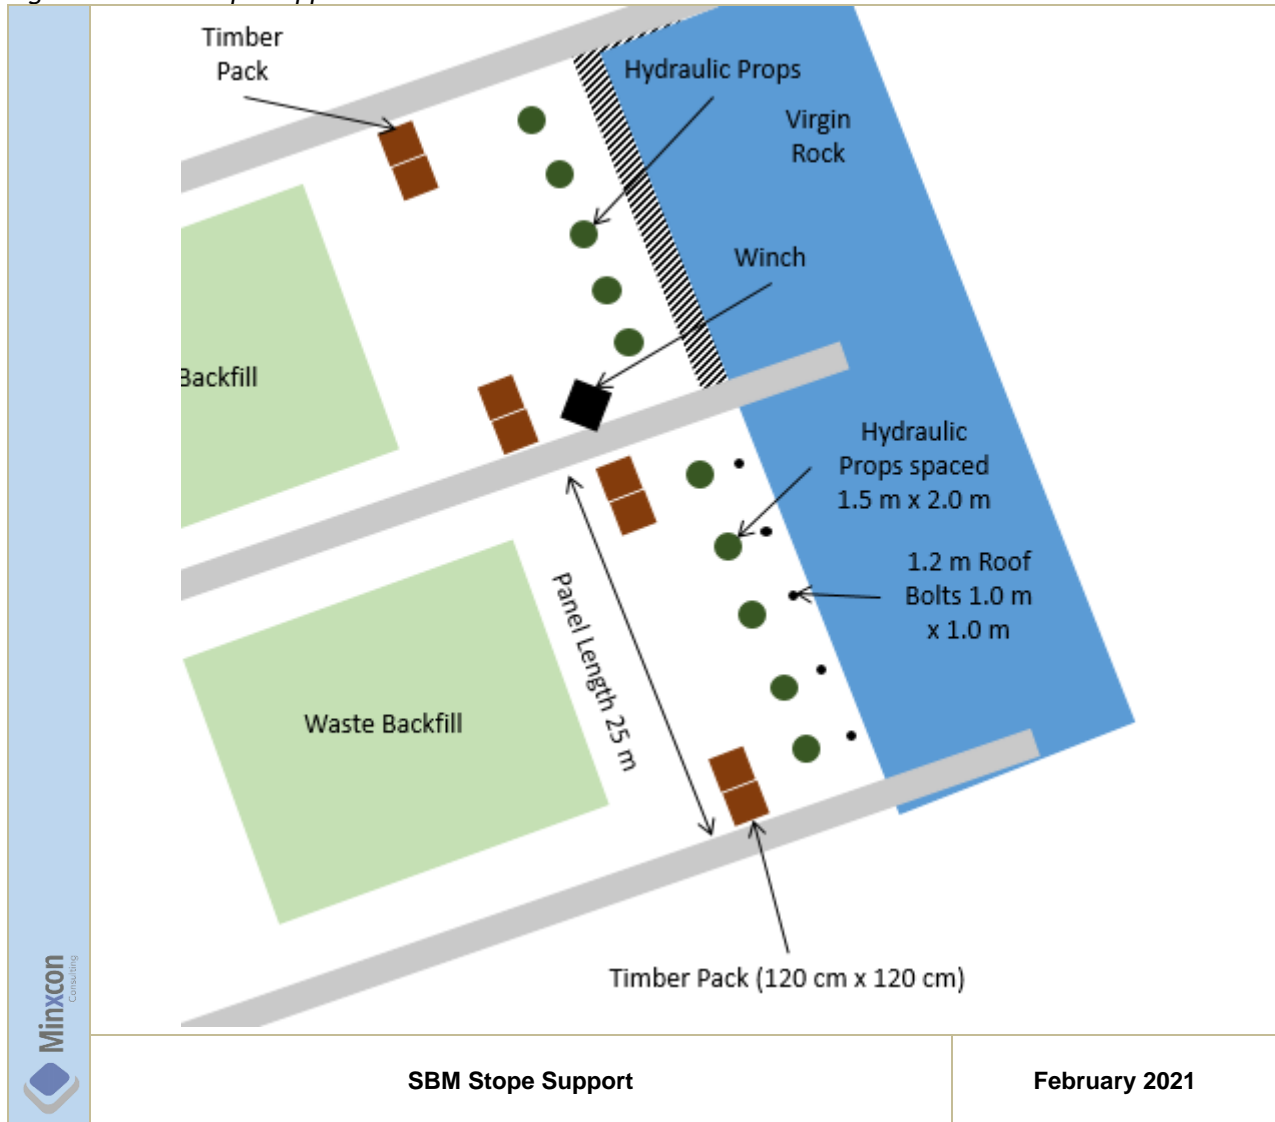 Timber
Pack
Hydraulic Props
Virgin
Rock
Winch
Backfill
Hydraulic
Props spaced
1.5 m x 2.0 m
1.2 m Roof
Bolts 1.0 m
x 1.0 m
Panel Length 25 m
Waste Backfill
Timber Pack (120 cm x 120 cm)
Minxcon
Consulting
SBM Stope Support
February 2021